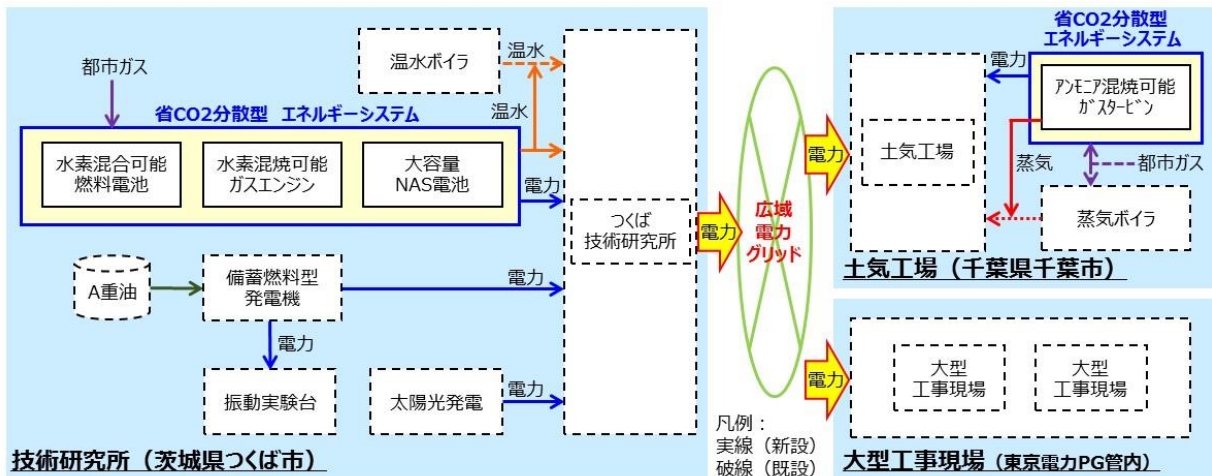 都市ガス
温水ボイラ
温水
温水
省CO2分散型 エネルギーシステム
水素混合可能
燃料電池
水素混焼可能
ガスエンジン
大容量
NAS電池
電力
つくば
技術研究所
A重油
備蓄燃料型
発電機
電力
電力
振動実験台
太陽光発電
電力
技術研究所（茨城県つくば市）
電力
広域
電力
グリッド
電力
電力
凡例：
実線（新設）
破線（既設）
省CO2分散型
エネルギーシステム
電力
アンモニア混焼可能
ガスタービン
土気工場
蒸気
都市ガス
蒸気ボイラ
土気工場（千葉県千葉市）
大型
工事現場
大型
工事現場
大型工事現場（東京電力PG管内）